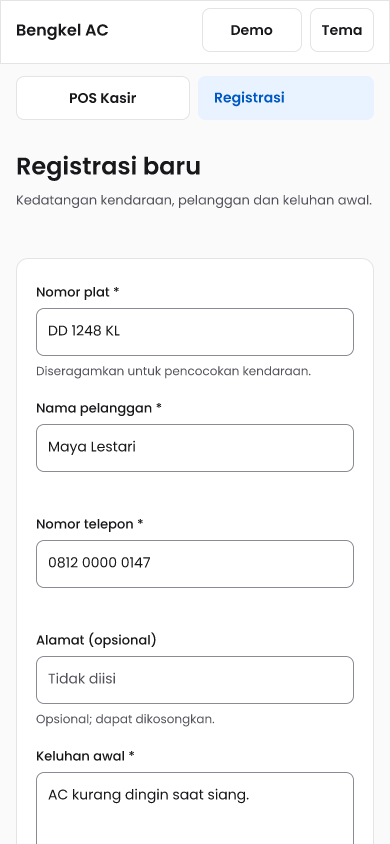 Bengkel AC
Demo
Tema
POS Kasir
Registrasi
Registrasi baru
Kedatangan kendaraan, pelanggan dan keluhan awal.
Nomor plat *
DD 1248 KL
Diseragamkan untuk pencocokan kendaraan.
Nama pelanggan *
Maya Lestari
Nomor telepon *
0812 0000 0147
Alamat (opsional)
Tidak diisi
Opsional; dapat dikosongkan.
Keluhan awal *
AC kurang dingin saat siang.